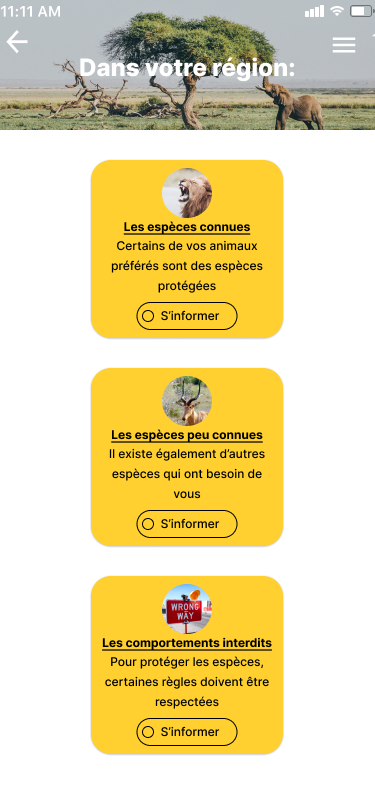 11:11 AM
Dans votre région:
Les espèces connues
Certains de vos animaux
préférés sont des espèces
protégées
S'informer
Les espèces peu connues
Il existe également d'autres
espèces qui ont besoin de
vous
S'informer
WRONG
WAY
Les comportements interdits
Pour protéger les espèces,
certaines règles doivent être
respectées
S'informer